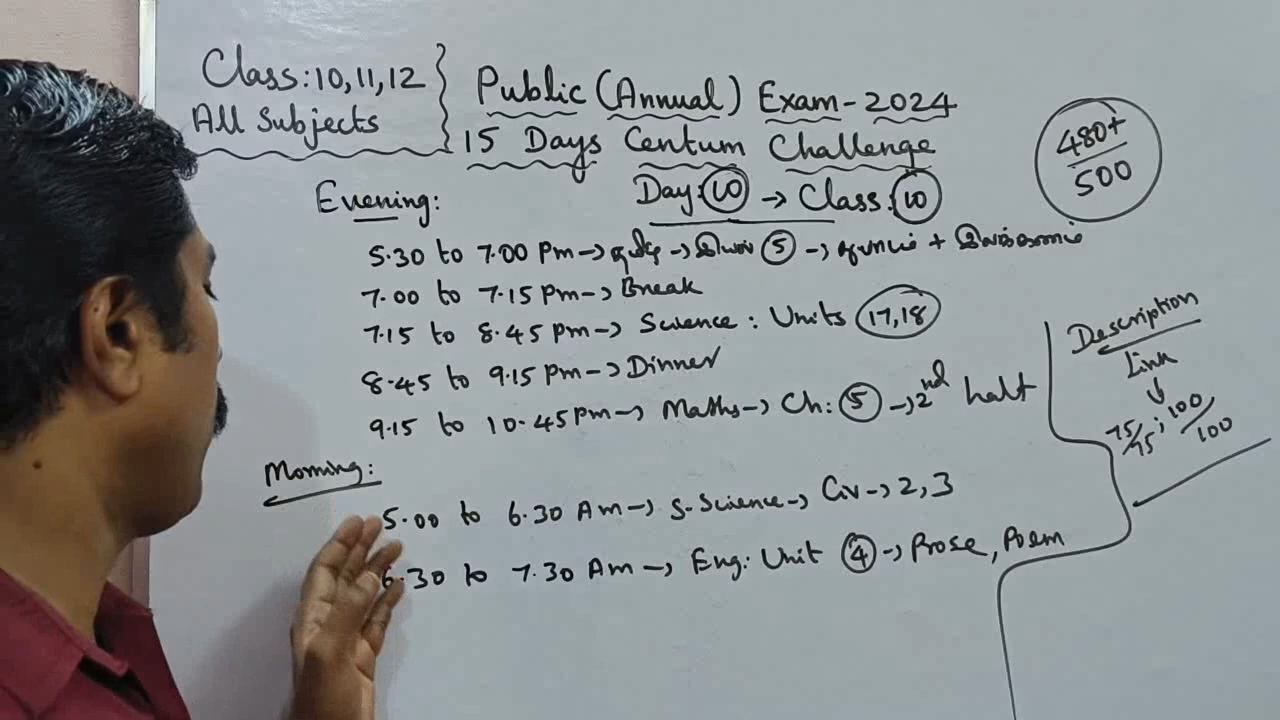 Class: 10, 11, 12
All Subjects
Public (Annual) Exam - 2024
15 Days Centum Challenge
480+
500
Day: 10 → Class: 10
Evening:
5.30 to 7.00 Pm → தமிழ் → இயல் 5 → + இலக்கணம்
7.00 to 7.15 Pm → Break
7.15 to 8.45 pm → Science: Units 17, 18
8.45 to 9.15 pm → Dinner
9.15 to 10.45 pm → Maths → Ch: 5 → 2nd half
Description
Link
↓
75/75; 100/100
Morning:
5.00 to 6.30 Am → S.Science → Civ → 2, 3
6.30 to 7.30 Am → Eng: Unit 4 → Prose, Poem